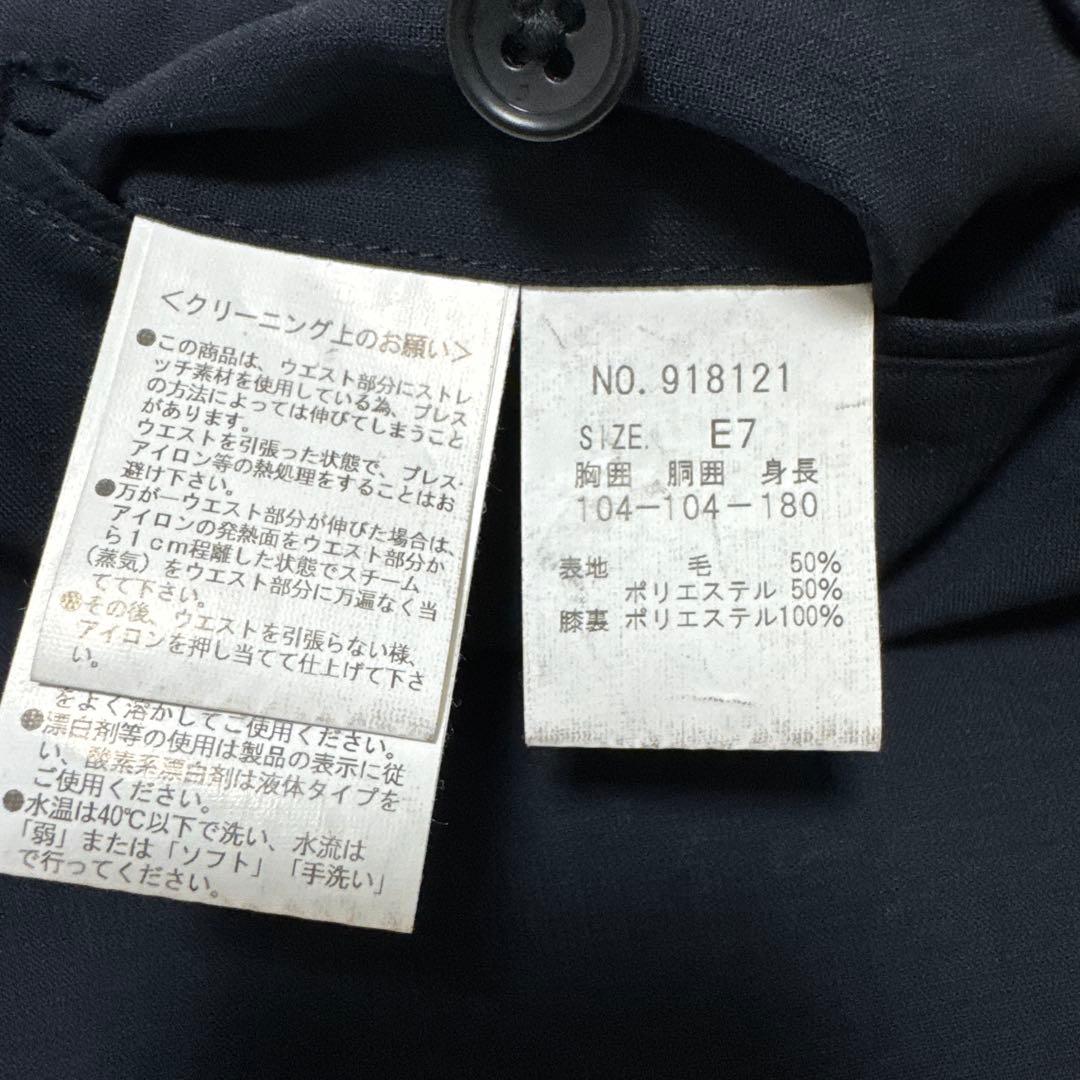 <クリーニング上のお願い>
●この商品は、ウエスト部分にストレ
ッチ素材を使用している為、プレス
の方法によっては伸びてしまうこと
があります。
ウエストを引張った状態で、プレス・
アイロン等の熱処理をすることはお
避け下さい。
●万が一ウエスト部分が伸びた場合は、
アイロンの発熱面をウエスト部分か
ら1cm程離した状態でスチーム
(蒸気)をウエスト部分に万遍なく当
てて下さい。
※その後、ウエストを引張らない様、
アイコンを押し当てて仕上げて下さ
い。
をよく溶かしてご使用ください。
●漂白剤等の使用は製品の表示に従
い、酸素系漂白剤は液体タイプを
ご使用ください。
●水温は40℃以下で洗い、水流は
「弱」または「ソフト」「手洗い」
で行ってください。
NO. 918121
SIZE. E7
胸囲 胴囲 身長
104-104-180
表地 毛 50%
ポリエステル 50%
膝裏 ポリエステル100%